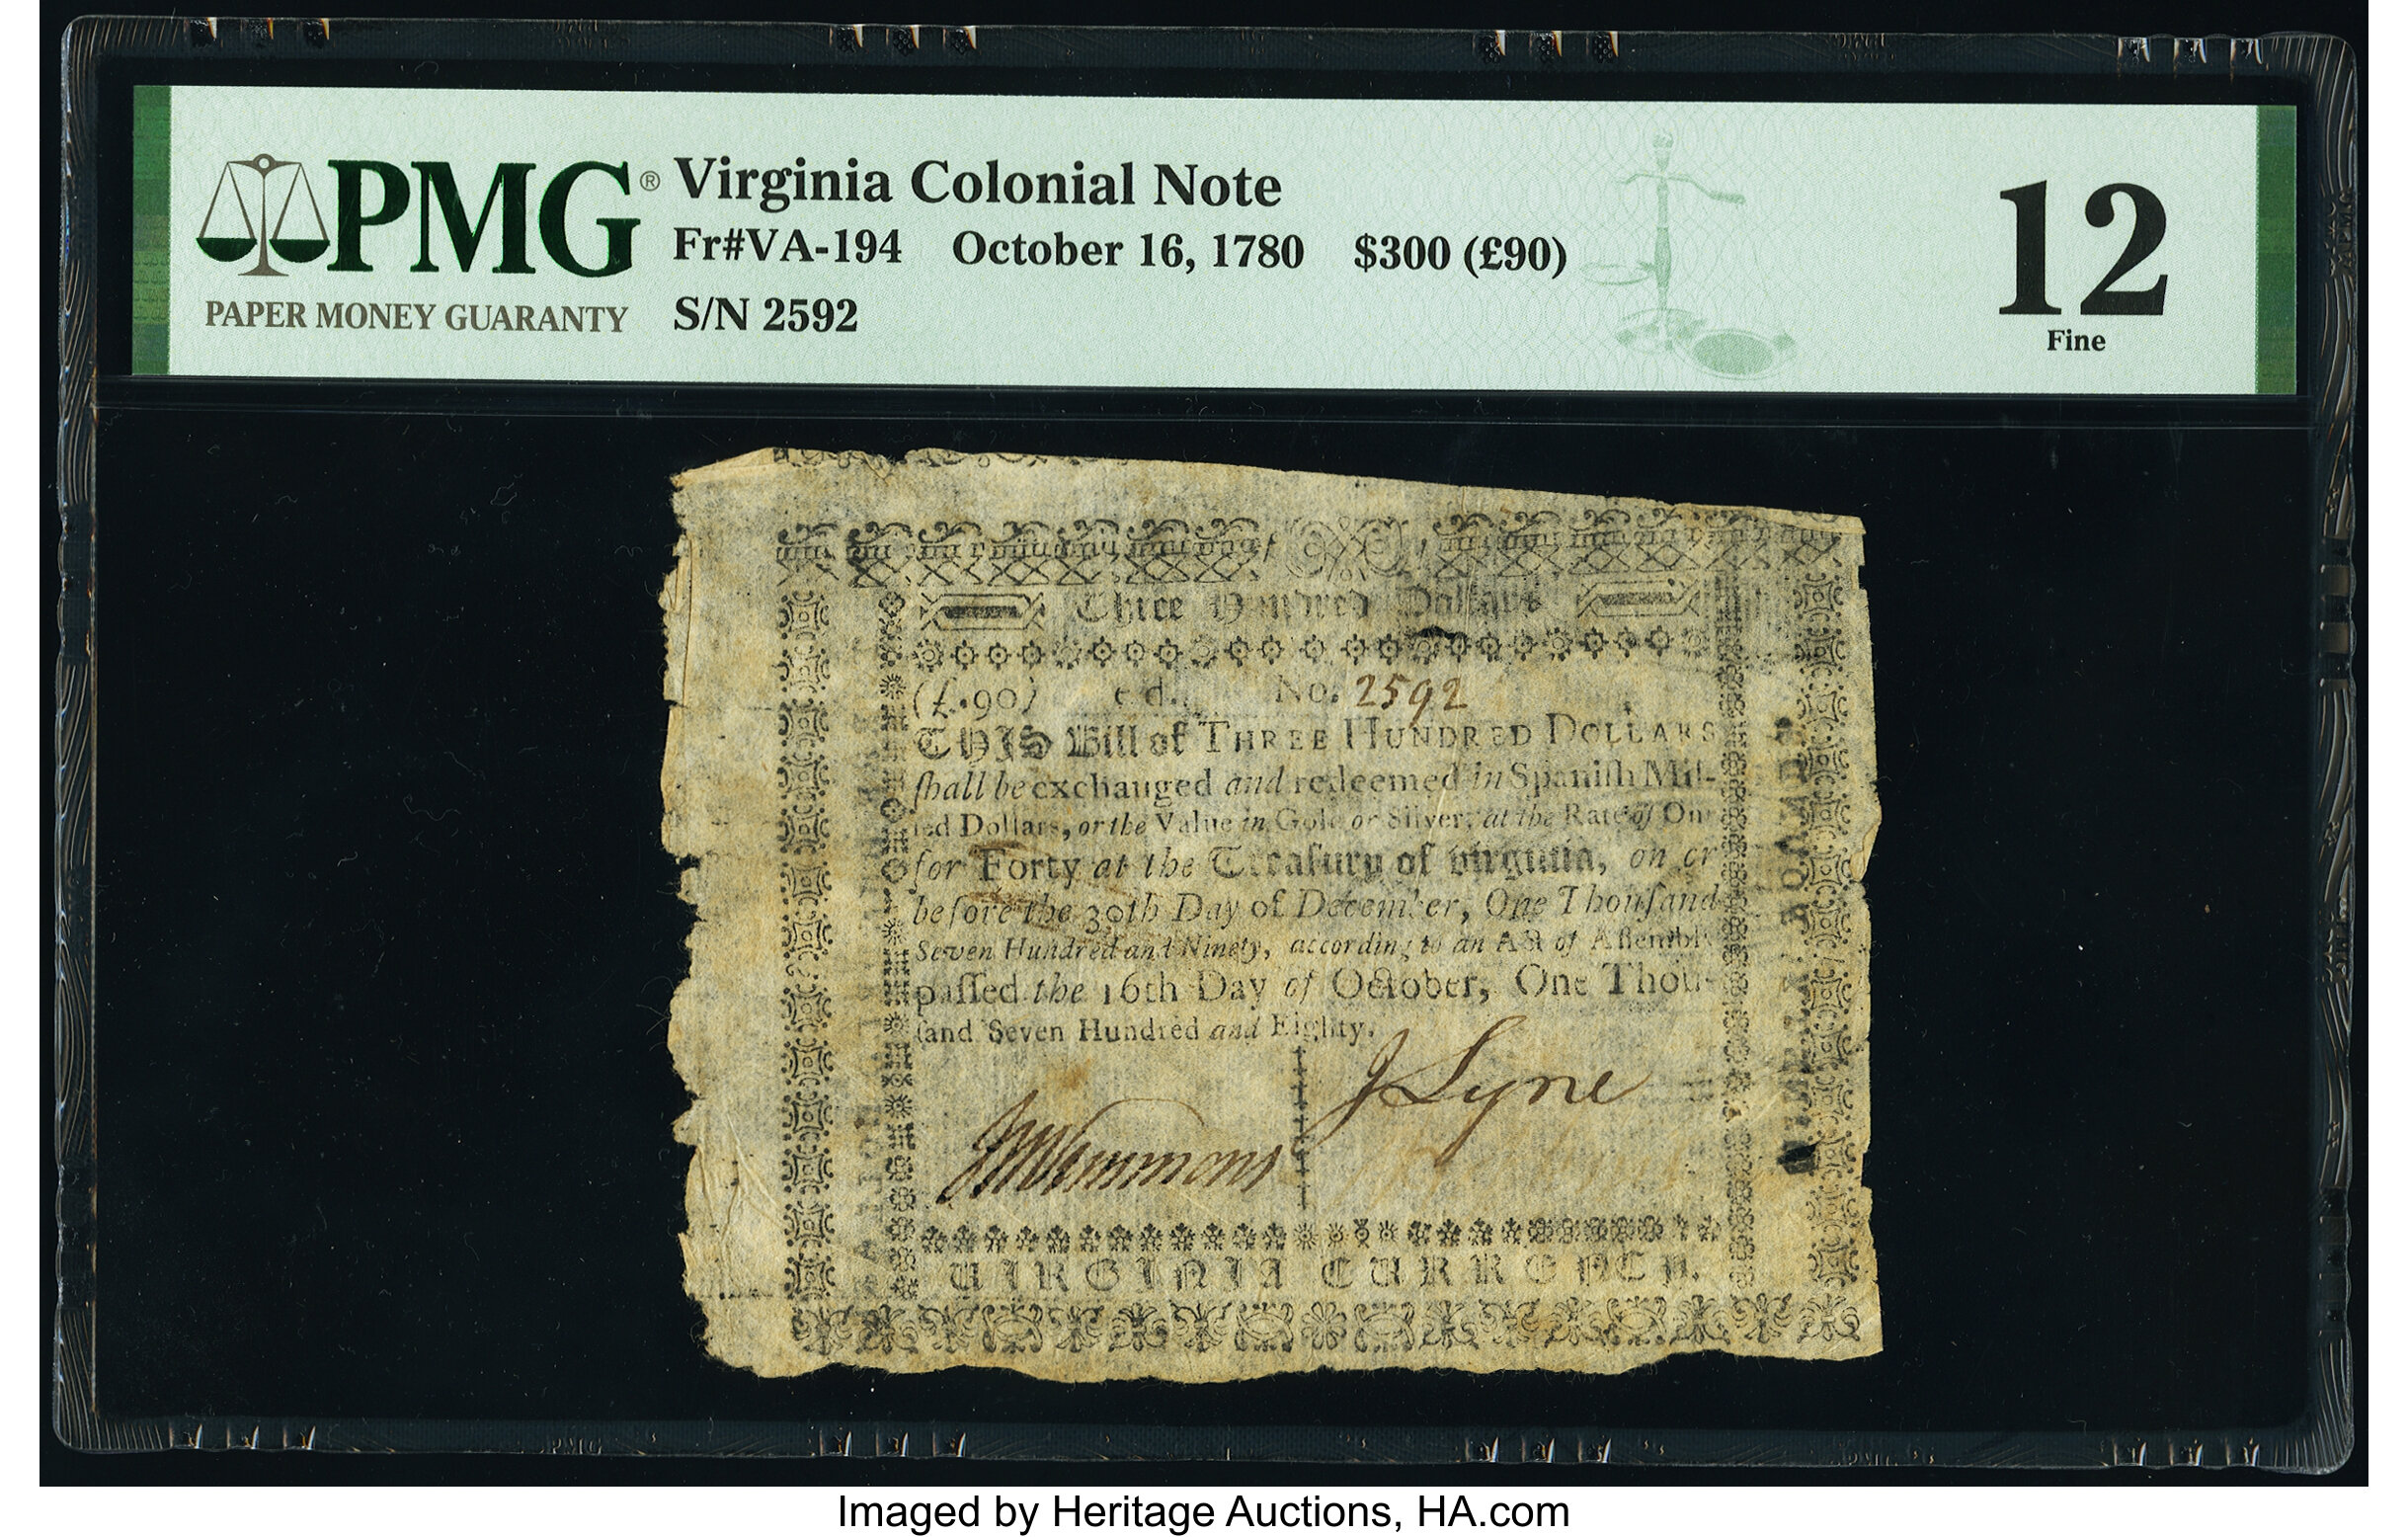 PMG® Virginia Colonial Note
Fr#VA-194 October 16, 1780 $300 (£90)
PAPER MONEY GUARANTY S/N 2592
12
Fine
Three Hundred Dollars
(£.90) No. 2592
THIS Bill of THREE HUNDRED DOLLARS
ſhall be exchanged and redeemed in Spaniſh Mil-
led Dollars, or the Value in Gold or Silver, at the Rate of One
for Forty at the Treaſury of Virginia, on or
before the 30th Day of December, One Thouſand
Seven Hundred and Ninety, according to an Act of Aſſembly
paſſed the 16th Day of October, One Thou-
ſand Seven Hundred and Eighty.
J Lyne
VIRGINIA CURRENCY.
Imaged by Heritage Auctions, HA.com